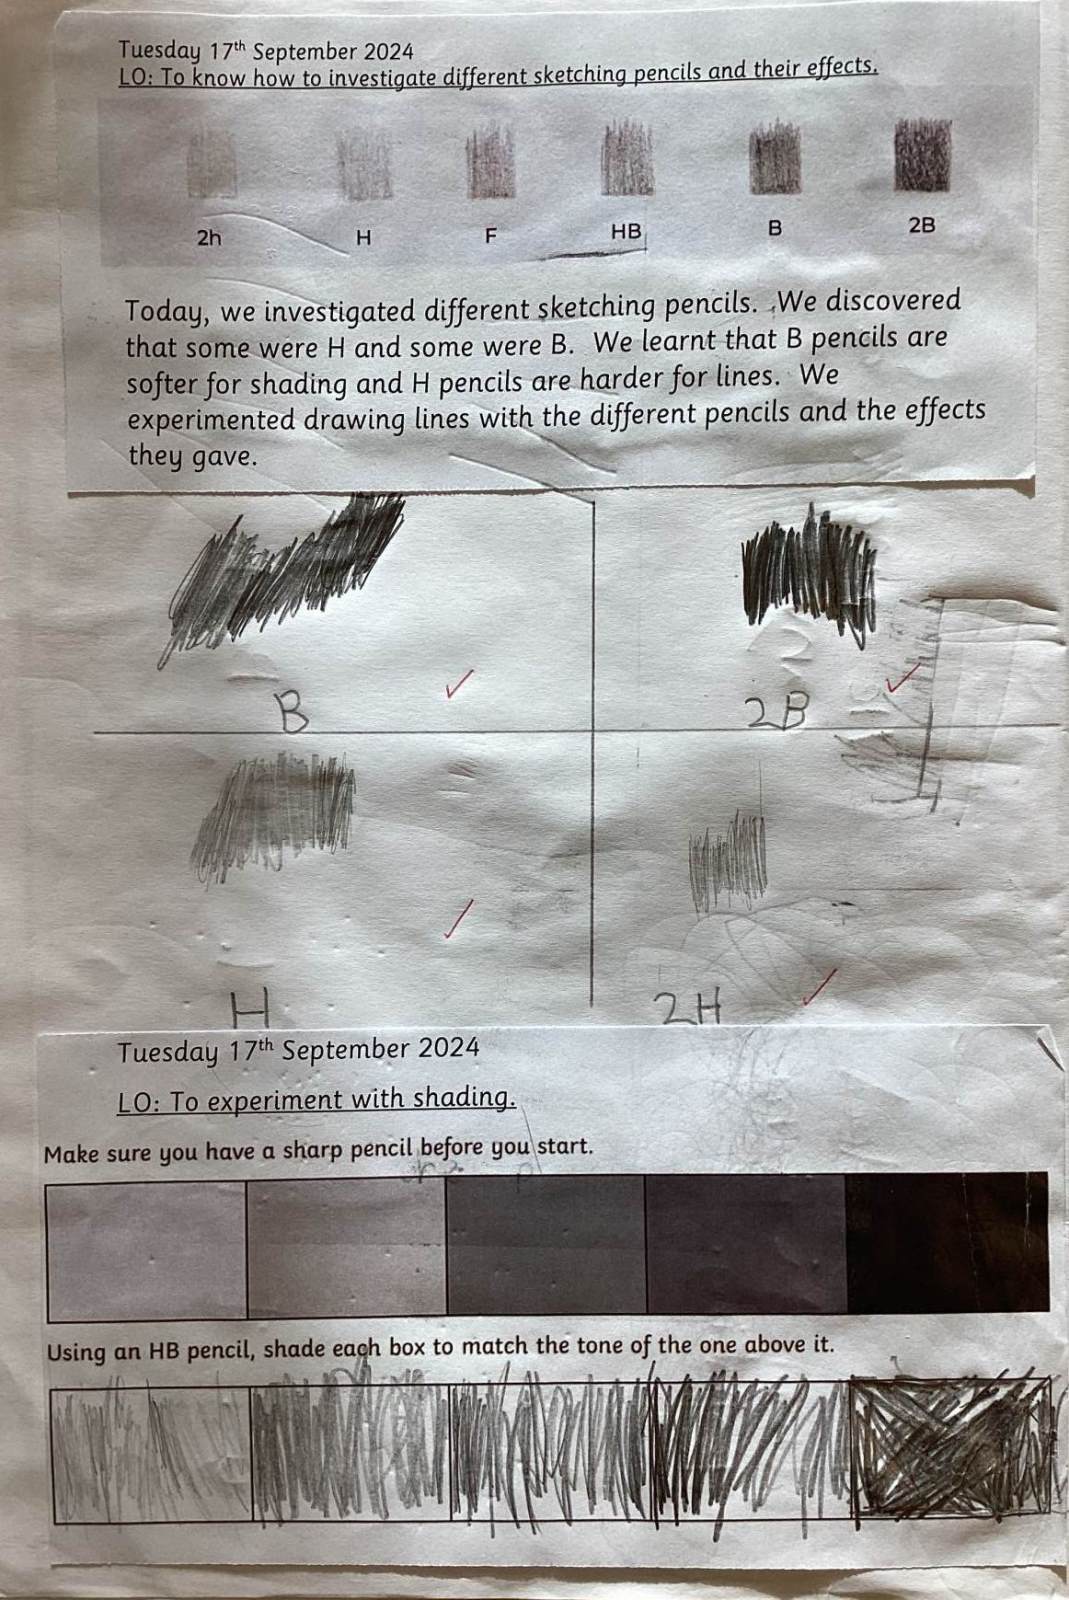 Tuesday 17th September 2024
LO: To know how to investigate different sketching pencils and their effects.
2h H F HB B 2B
Today, we investigated different sketching pencils. We discovered
that some were H and some were B. We learnt that B pencils are
softer for shading and H pencils are harder for lines. We
experimented drawing lines with the different pencils and the effects
they gave.
B 2B
H 2H
Tuesday 17th September 2024
LO: To experiment with shading.
Make sure you have a sharp pencil before you start.
Using an HB pencil, shade each box to match the tone of the one above it.